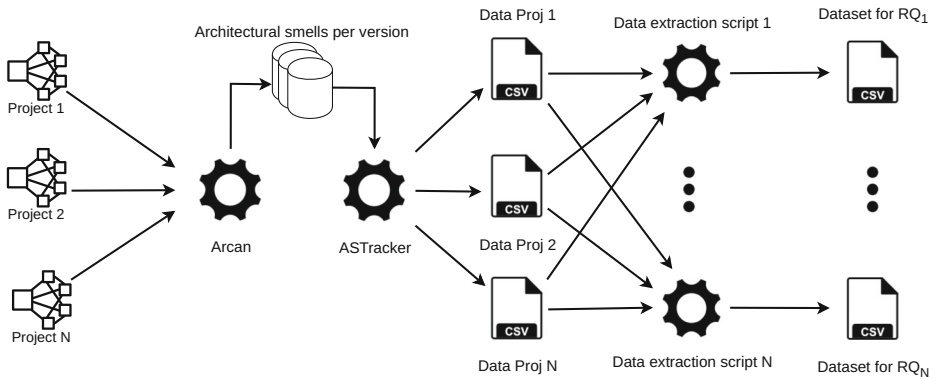 Data Proj 1
Data extraction script 1
Dataset for RQ1
Architectural smells per version
CSV
CSV
Project 1
CSV
Project 2
Arcan
ASTracker
Data Proj 2
CSV
CSV
Project N
Data Proj N
Data extraction script N
Dataset for RQN